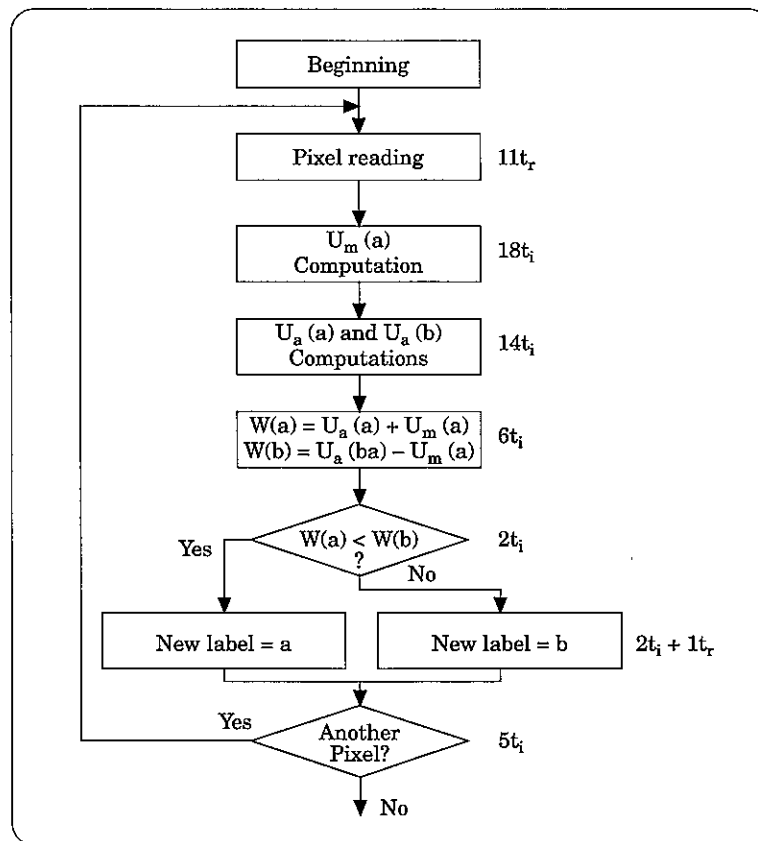 Beginning
Pixel reading
11t_r
U_m (a)
Computation
18t_i
U_a (a) and U_a (b)
Computations
14t_i
W(a) = U_a (a) + U_m (a)
W(b) = U_a (ba) – U_m (a)
6t_i
W(a) < W(b)
?
2t_i
Yes
No
New label = a
New label = b
2t_i + 1t_r
Yes
Another
Pixel?
5t_i
No